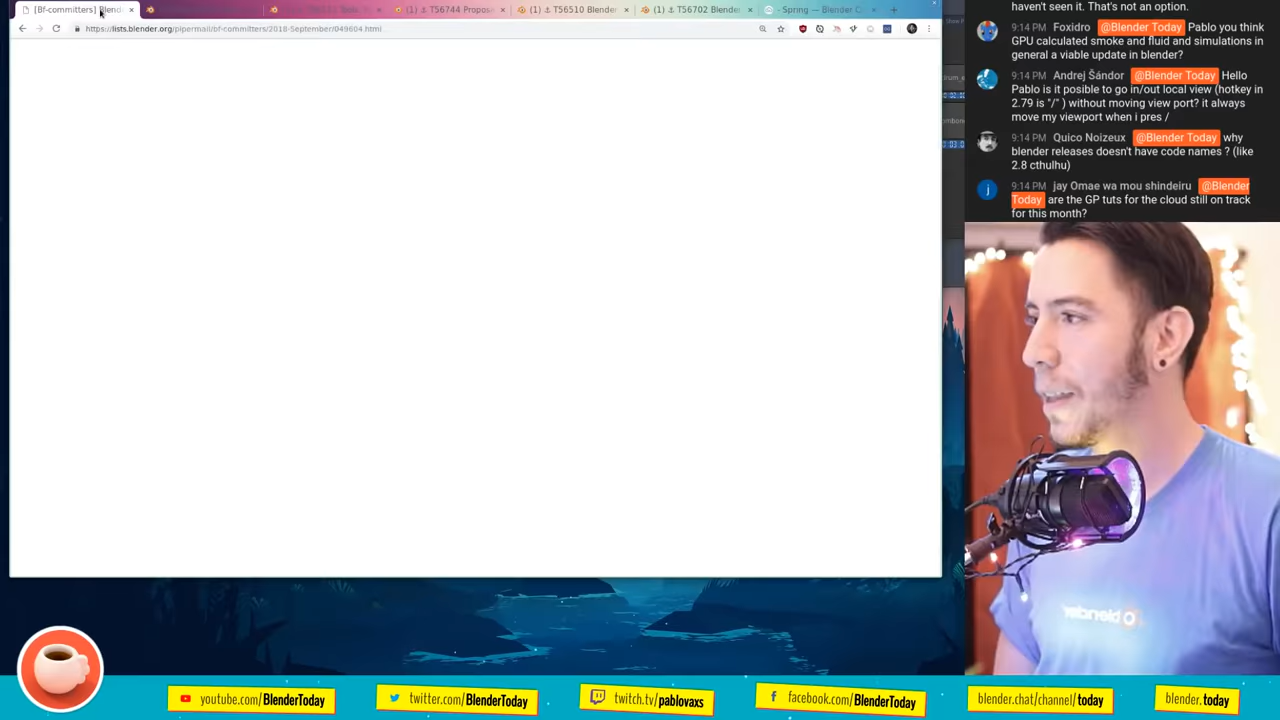 [Bf-committers] Blend
(1) ⚓ T56744 Propos
(1) ⚓ T56510 Blender
(1) ⚓ T56702 Blender
- Spring — Blender C
https://lists.blender.org/pipermail/bf-committers/2018-September/049604.html
haven't seen it. That's not an option.
9:14 PM Foxidro @Blender Today Pablo you think
GPU calculated smoke and fluid and simulations in
general a viable update in blender?
9:14 PM Andrej Šándor @Blender Today Hello
Pablo is it posible to go in/out local view (hotkey in
2.79 is "/" ) without moving view port? it always
move my viewport when i pres /
9:14 PM Quico Noizeux @Blender Today why
blender releases doesn't have code names ? (like
2.8 cthulhu)
j 9:14 PM jay Omae wa mou shindeiru @Blender
Today are the GP tuts for the cloud still on track
for this month?
blender
youtube.com/BlenderToday
twitter.com/BlenderToday
twitch.tv/pablovaxs
facebook.com/BlenderToday
blender.chat/channel/today
blender.today